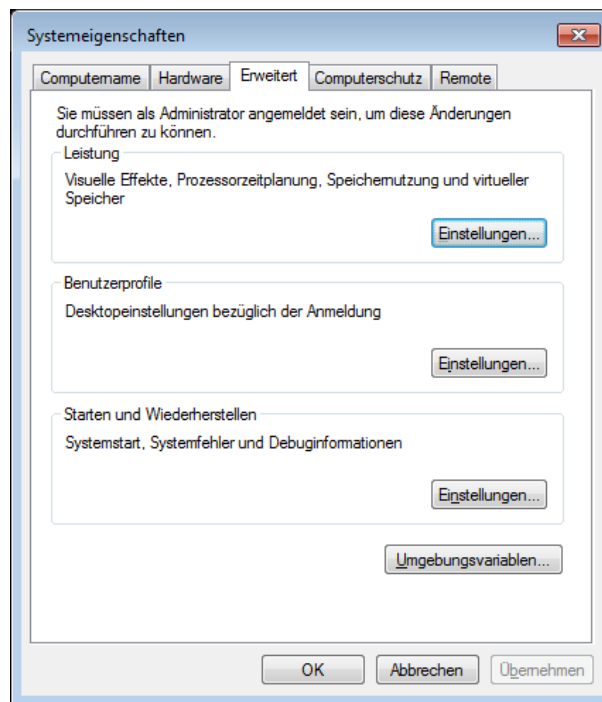 Systemeigenschaften
Computername Hardware Erweitert Computerschutz Remote
Sie müssen als Administrator angemeldet sein, um diese Änderungen
durchführen zu können.
Leistung
Visuelle Effekte, Prozessorzeitplanung, Speichernutzung und virtueller
Speicher
Einstellungen...
Benutzerprofile
Desktopeinstellungen bezüglich der Anmeldung
Einstellungen...
Starten und Wiederherstellen
Systemstart, Systemfehler und Debuginformationen
Einstellungen...
Umgebungsvariablen...
OK Abbrechen Übernehmen